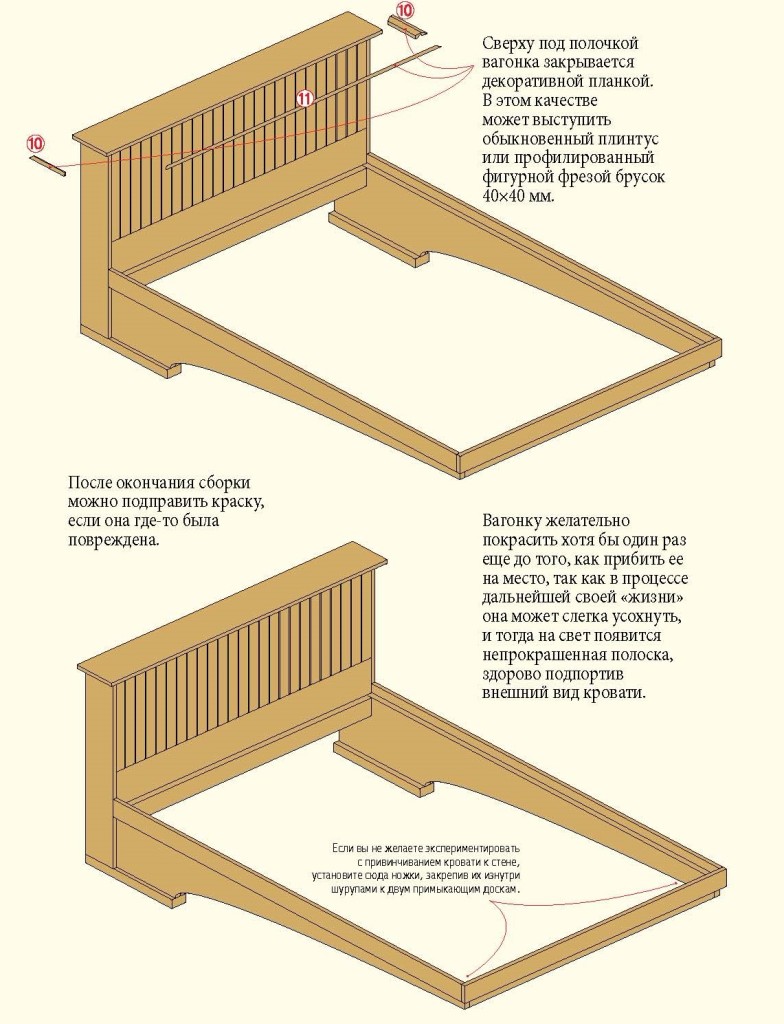 10
Сверху под полочкой
вагонка закрывается
декоративной планкой.
В этом качестве
может выступить
обыкновенный плинтус
или профилированный
фигурной фрезой брусок
40×40 мм.
11
10
После окончания сборки
можно подправить краску,
если она где-то была
повреждена.
Вагонку желательно
покрасить хотя бы один раз
еще до того, как прибить ее
на место, так как в процессе
дальнейшей своей «жизни»
она может слегка усохнуть,
и тогда на свет появится
непрокрашенная полоска,
здорово подпортив
внешний вид кровати.
Если вы не желаете экспериментировать
с привинчиванием кровати к стене,
установите сюда ножки, закрепив их изнутри
шурупами к двум примыкающим доскам.